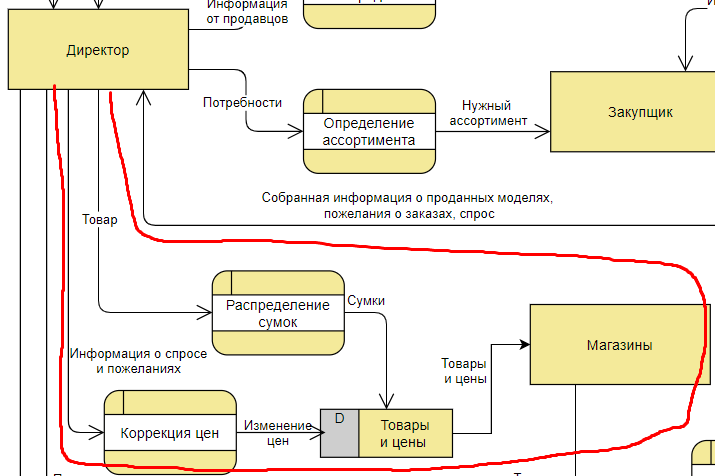 Информация
от продавцов
Директор
Потребности
Определение
ассортимента
Нужный
ассортимент
Закупщик
Собранная информация о проданных моделях,
пожелания о заказах, спрос
Товар
Распределение
сумок
Сумки
Магазины
Информация о спросе
и пожеланиях
Товары
и цены
Коррекция цен
Изменение
цен
D
Товары
и цены